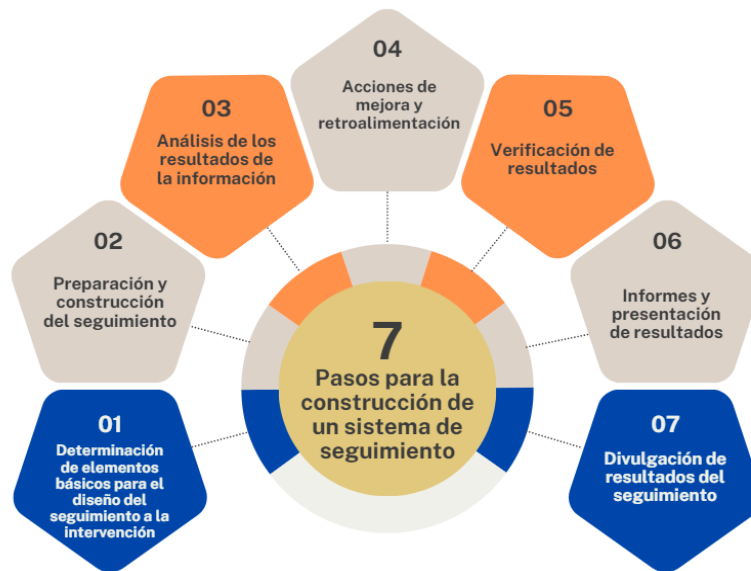 04
Acciones de
mejora y
retroalimentación
03
Análisis de los
resultados de
la información
05
Verificación de
resultados
02
Preparación y
construcción
del seguimiento
06
Informes y
presentación
de resultados
7
Pasos para la
construcción de
un sistema de
seguimiento
01
Determinación
de elementos
básicos para el
diseño del
seguimiento a la
intervención
07
Divulgación de
resultados del
seguimiento